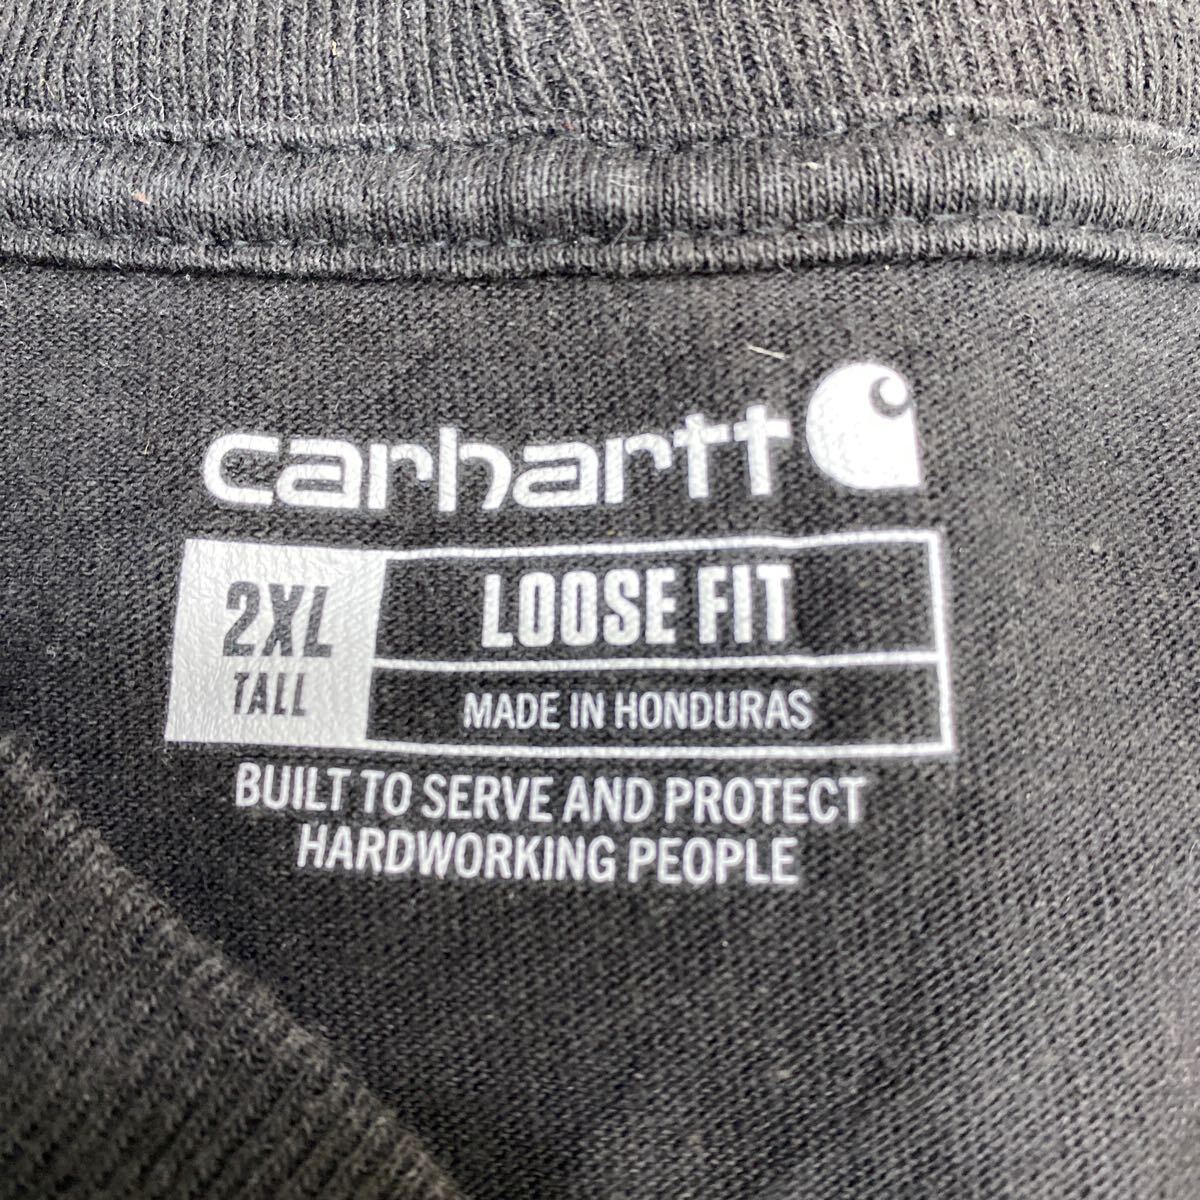 carhartt
2XL
TALL
LOOSE FIT
MADE IN HONDURAS
BUILT TO SERVE AND PROTECT
HARDWORKING PEOPLE